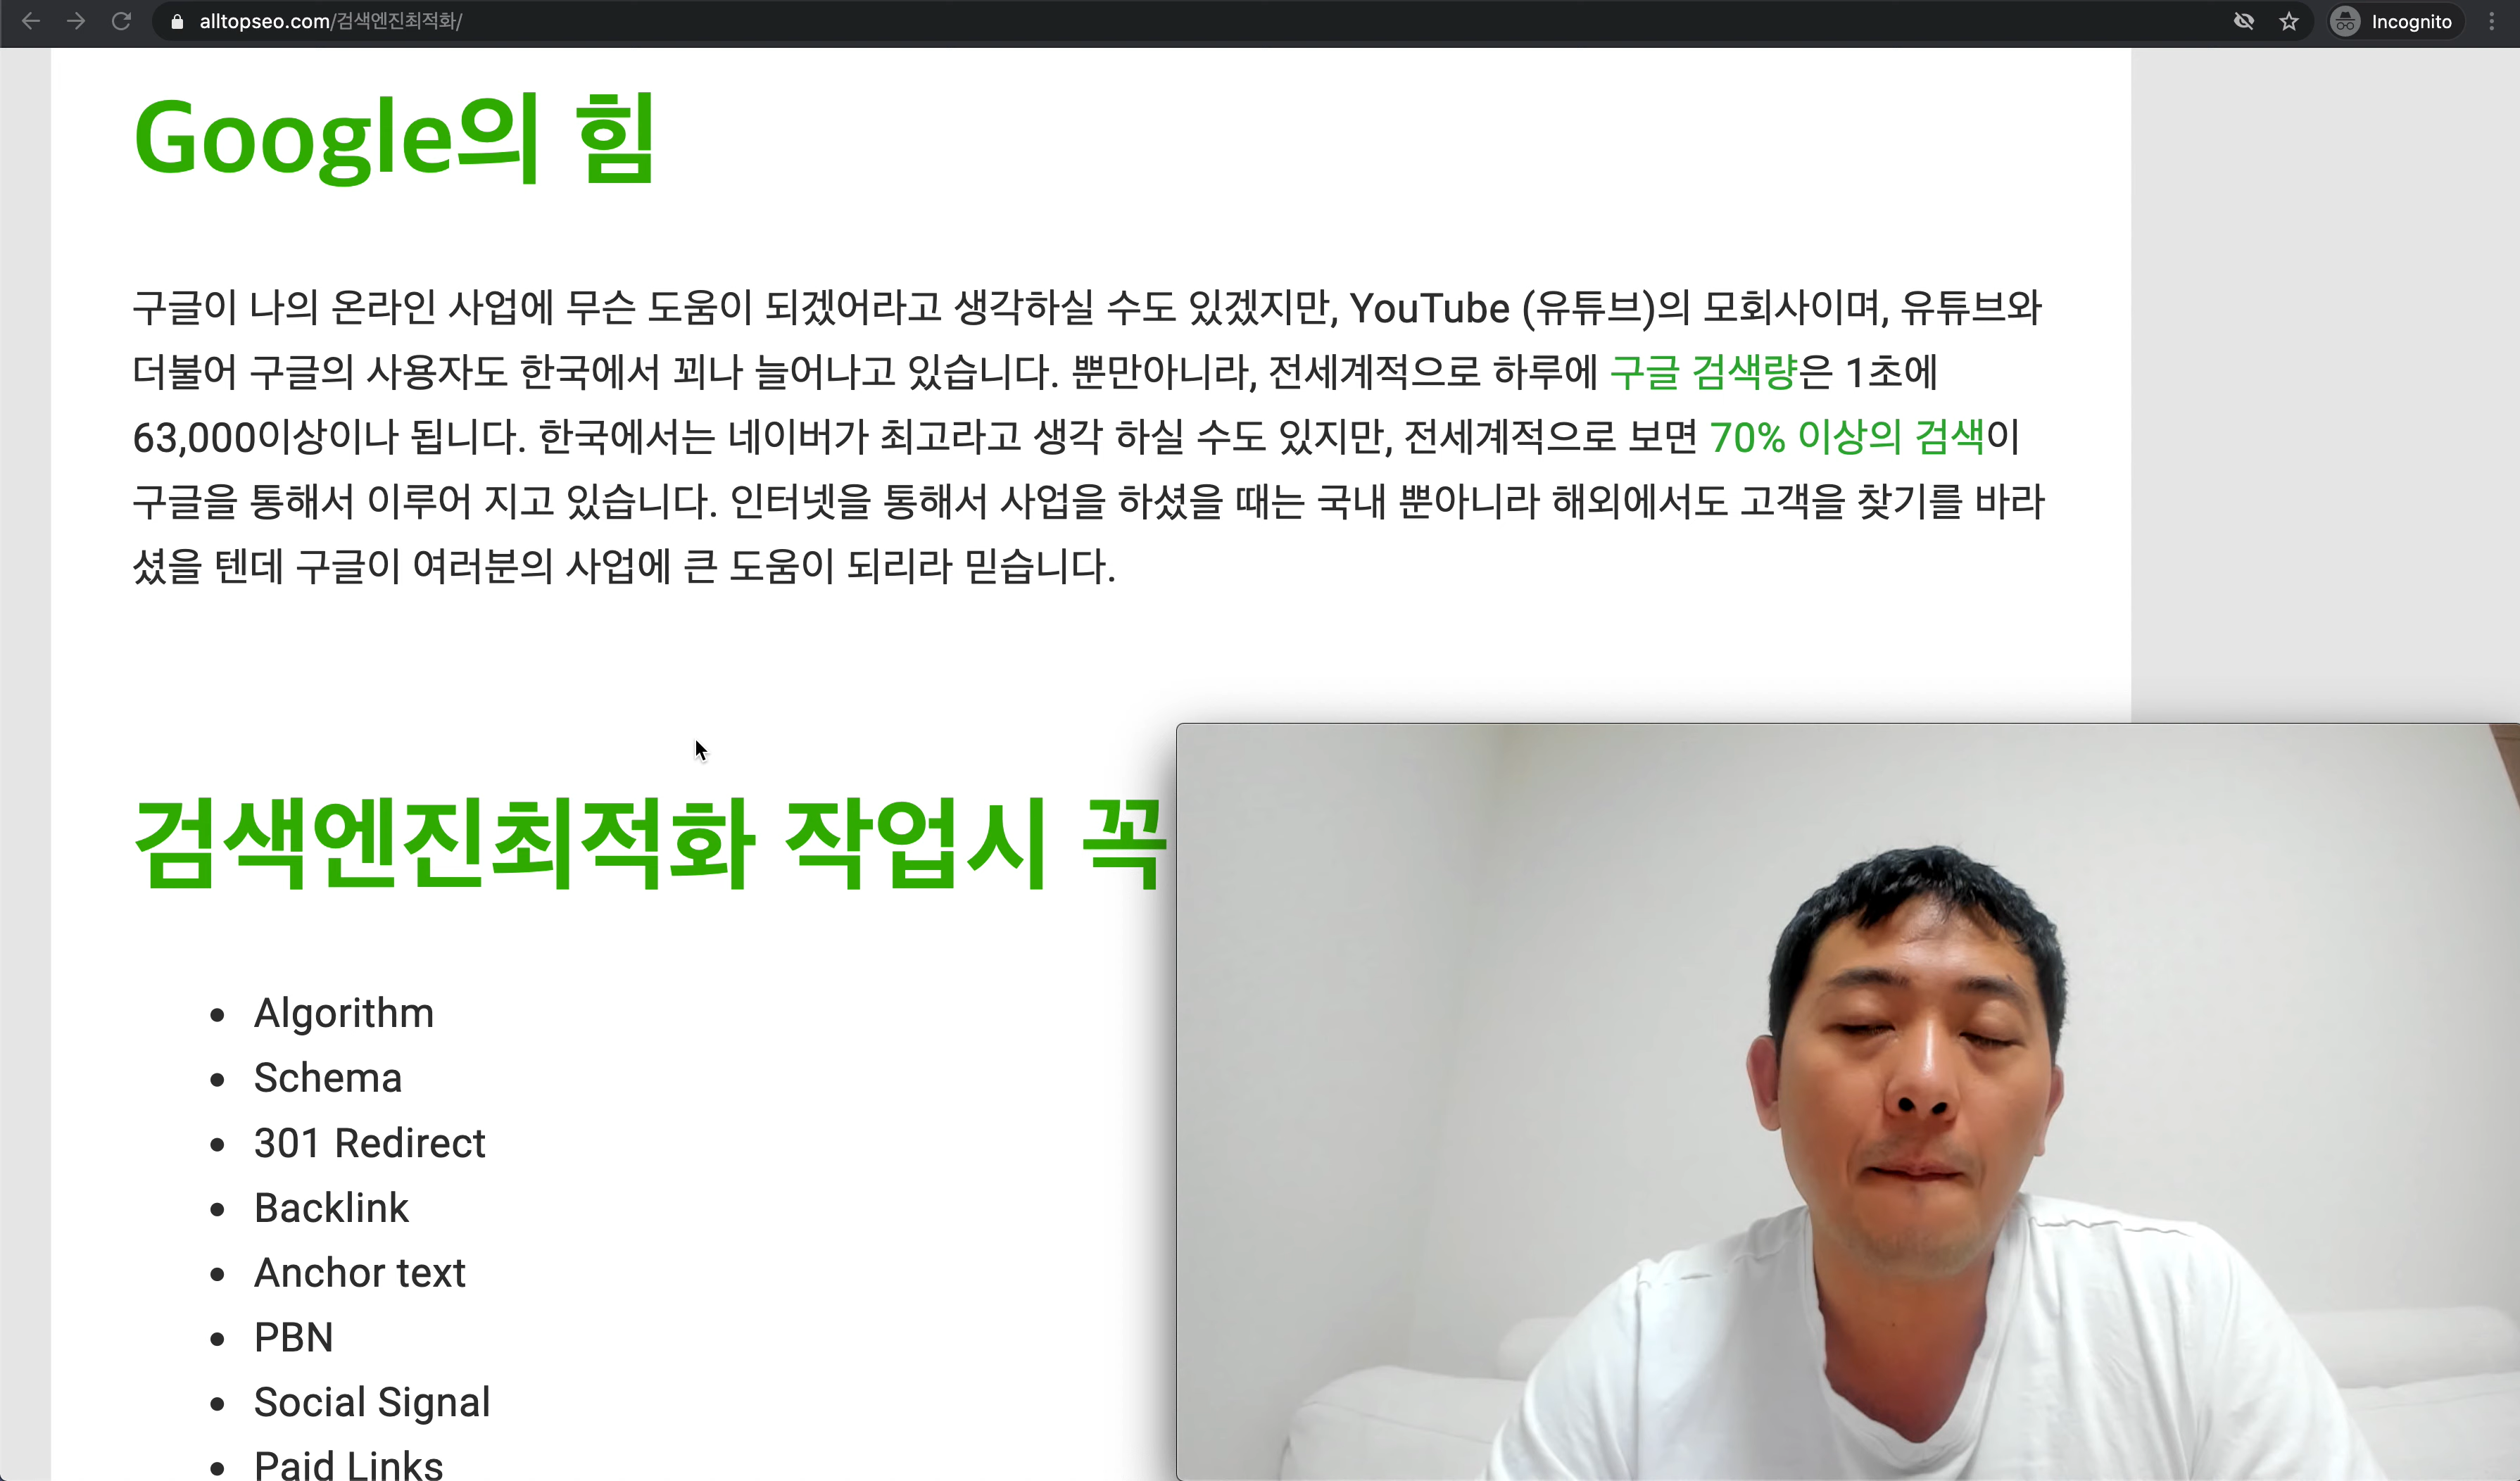 alltopseo.com/검색엔진최적화/
Incognito
Google의 힘
구글이 나의 온라인 사업에 무슨 도움이 되겠어라고 생각하실 수도 있겠지만, YouTube (유튜브)의 모회사이며, 유튜브와
더불어 구글의 사용자도 한국에서 꾀나 늘어나고 있습니다. 뿐만아니라, 전세계적으로 하루에 구글 검색량은 1초에
63,000이상이나 됩니다. 한국에서는 네이버가 최고라고 생각 하실 수도 있지만, 전세계적으로 보면 70% 이상의 검색이
구글을 통해서 이루어 지고 있습니다. 인터넷을 통해서 사업을 하셨을 때는 국내 뿐아니라 해외에서도 고객을 찾기를 바라
셨을 텐데 구글이 여러분의 사업에 큰 도움이 되리라 믿습니다.
검색엔진최적화 작업시 꼭
Algorithm
Schema
301 Redirect
Backlink
Anchor text
PBN
Social Signal
Paid Links